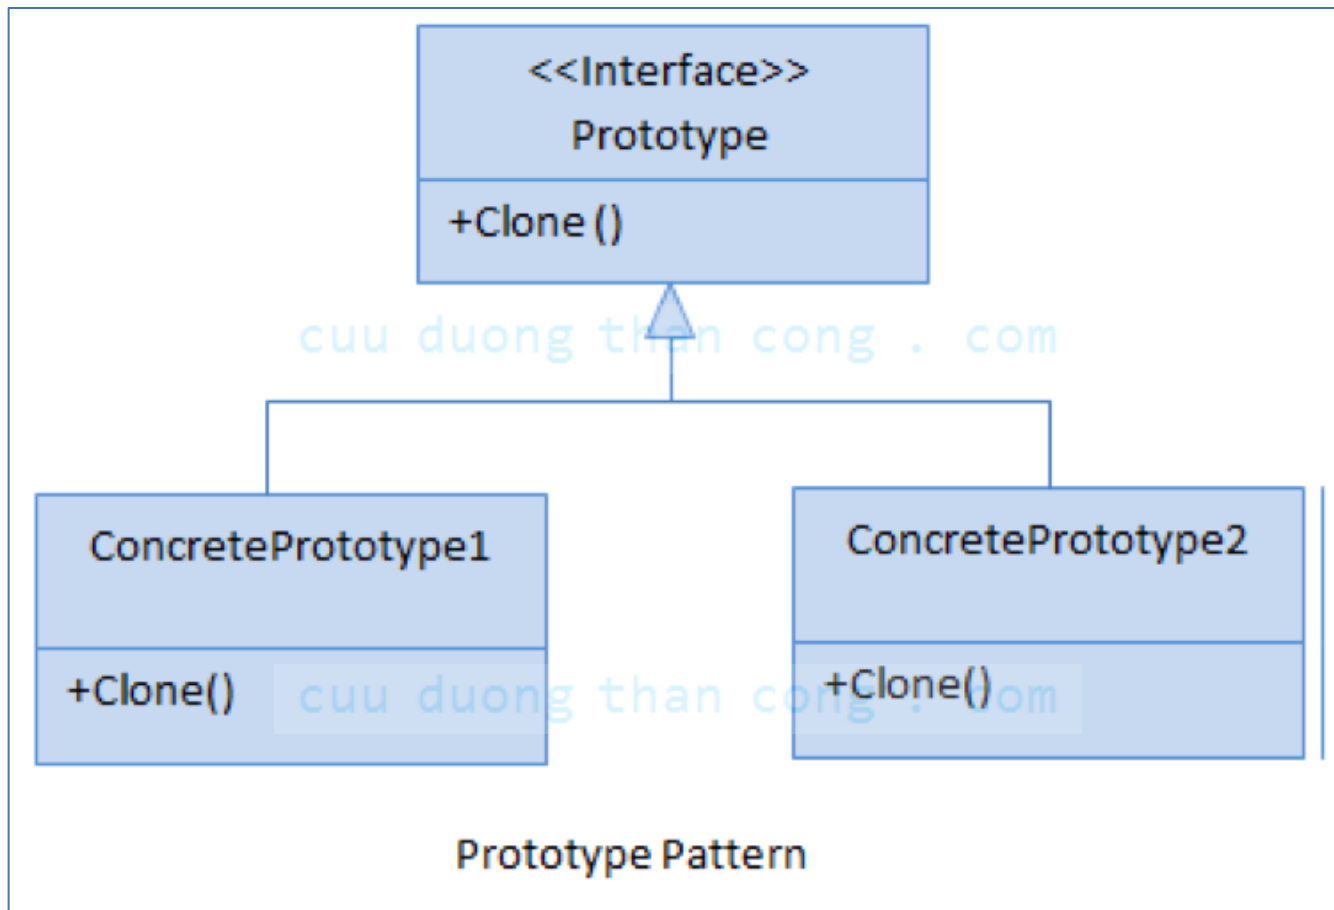 <<Interface>>
Prototype
+Clone ()
cuu duong than cong . com
ConcretePrototype1
ConcretePrototype2
+Clone()
+Clone()
cuu duong than cong . com
Prototype Pattern